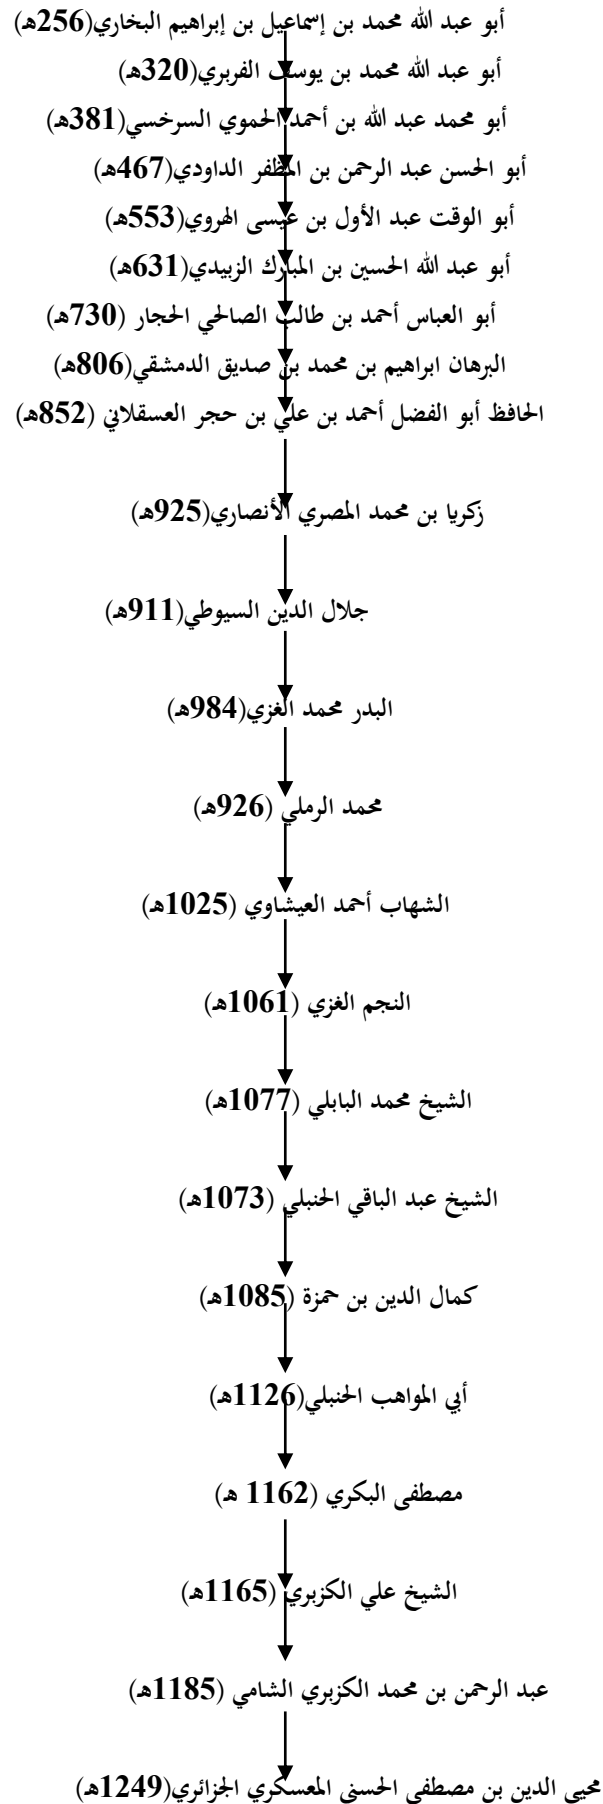 أبو عبد الله محمد بن إسماعيل بن إبراهيم البخاري(256هـ)
أبو عبد الله محمد بن يوسف الفربري(320هـ)
أبو محمد عبد الله بن أحمد الحموي السرخسي(381هـ)
أبو الحسن عبد الرحمن بن المظفر الداودي(467هـ)
أبو الوقت عبد الأول بن عيسى الهروي(553هـ)
أبو عبد الله الحسين بن المبارك الزبيدي(631هـ)
أبو العباس أحمد بن طالب الصالحي الحجار (730هـ)
البرهان ابراهيم بن محمد بن صديق الدمشقي(806هـ)
الحافظ أبو الفضل أحمد بن علي بن حجر العسقلاني (852هـ)
زكريا بن محمد المصري الأنصاري(925هـ)
جلال الدين السيوطي(911هـ)
البدر محمد الغزي(984هـ)
محمد الرملي (926هـ)
الشهاب أحمد العيشاوي (1025هـ)
النجم الغزي (1061هـ)
الشيخ محمد البابلي (1077هـ)
الشيخ عبد الباقي الحنبلي (1073هـ)
كمال الدين بن حمزة (1085هـ)
أبي المواهب الحنبلي(1126هـ)
مصطفى البكري (1162 هـ)
الشيخ علي الكزبري (1165هـ)
عبد الرحمن بن محمد الكزبري الشامي (1185هـ)
محيي الدين بن مصطفى الحسني المعسكري الجزائري(1249هـ)